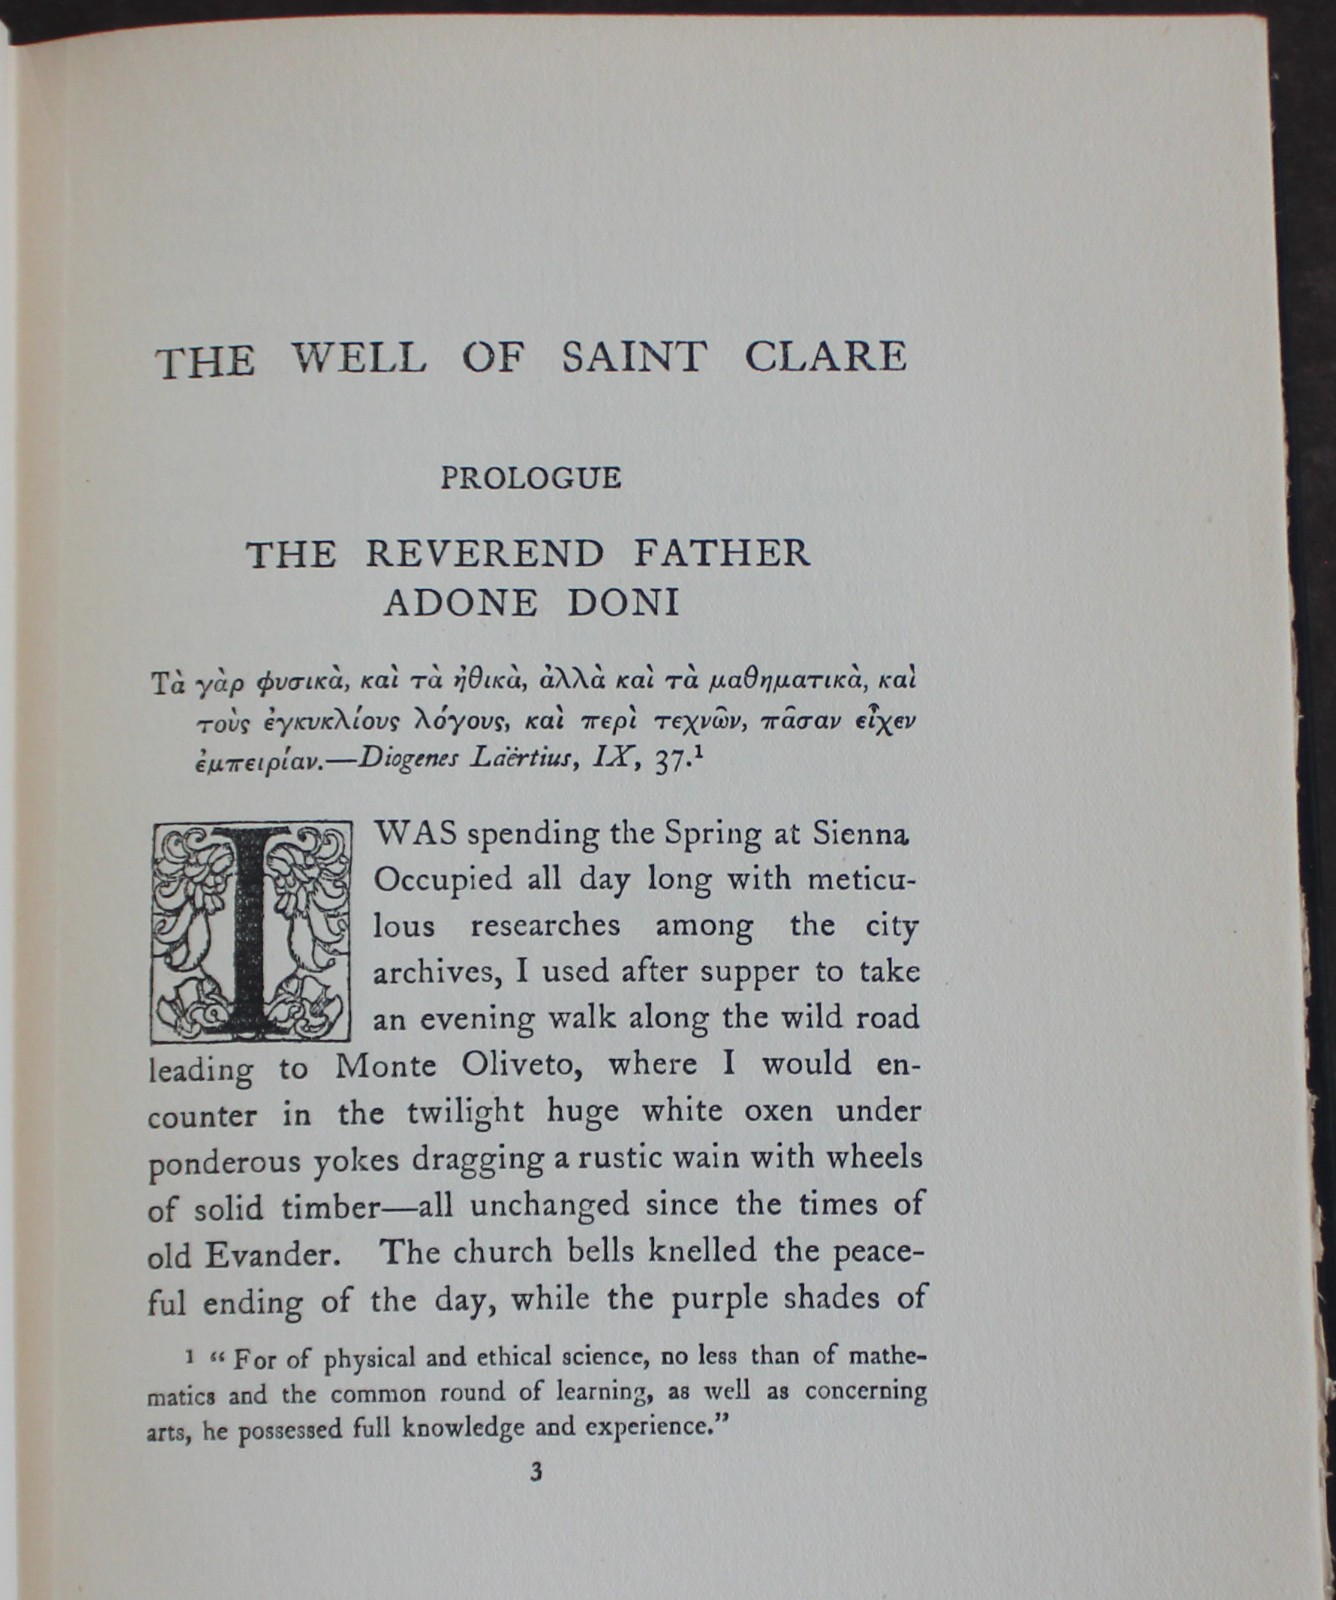 THE WELL OF SAINT CLARE
PROLOGUE
THE REVEREND FATHER
ADONE DONI
Τὰ γὰρ φυσικὰ, καὶ τὰ ἠθικὰ, ἀλλὰ καὶ τὰ μαθηματικὰ, καὶ
τοὺς ἐγκυκλίους λόγους, καὶ περὶ τεχνῶν, πᾶσαν εἶχεν
ἐμπειρίαν.—Diogenes Laërtius, IX, 37.¹
I WAS spending the Spring at Sienna
Occupied all day long with meticu-
lous researches among the city
archives, I used after supper to take
an evening walk along the wild road
leading to Monte Oliveto, where I would en-
counter in the twilight huge white oxen under
ponderous yokes dragging a rustic wain with wheels
of solid timber—all unchanged since the times of
old Evander. The church bells knelled the peace-
ful ending of the day, while the purple shades of
¹ “For of physical and ethical science, no less than of mathe-
matics and the common round of learning, as well as concerning
arts, he possessed full knowledge and experience.”
3